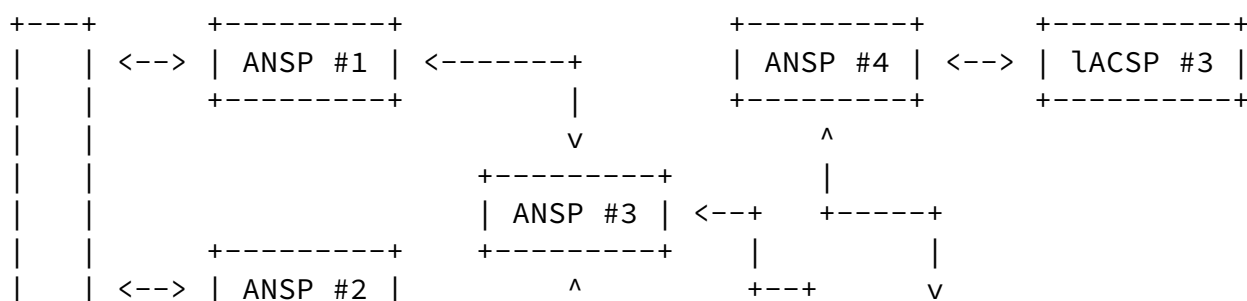 +---+      +---------+                 +---------+      +----------+
|   | <--> | ANSP #1 | <-------+       | ANSP #4 | <--> | lACSP #3 |
|   |      +---------+         |       +---------+      +----------+
|   |                          v            ^
|   |                     +---------+       |
|   |                     | ANSP #3 | <--+  +-----+
|   |      +---------+    +---------+    |        |
|   | <--> | ANSP #2 |         ^         +--+     v